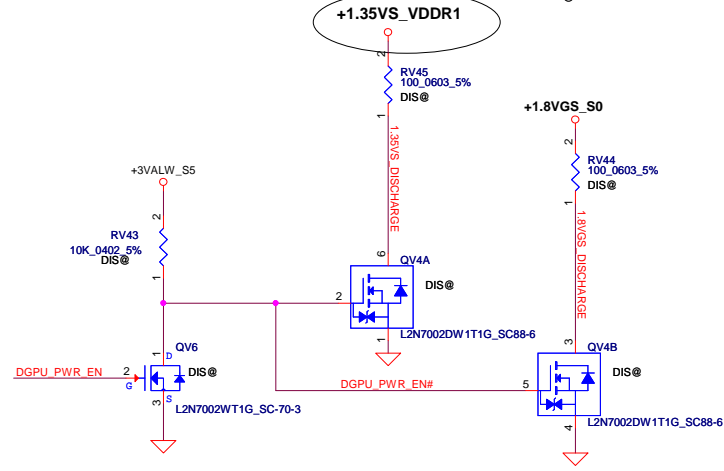 +1.35VS_VDDR1
2
RV45
100_0603_5%
DIS@
1
1.35VS_DISCHARGE
+1.8VGS_S0
2
RV44
100_0603_5%
DIS@
1
1.8VGS_DISCHARGE
+3VALW_S5
2
RV43
10K_0402_5%
DIS@
1
6
QV4A
2
DIS@
1
L2N7002DW1T1G_SC88-6
1
D
QV6
DGPU_PWR_EN
2
G
DIS@
S
3
L2N7002WT1G_SC-70-3
DGPU_PWR_EN#
3
QV4B
5
DIS@
4
L2N7002DW1T1G_SC88-6